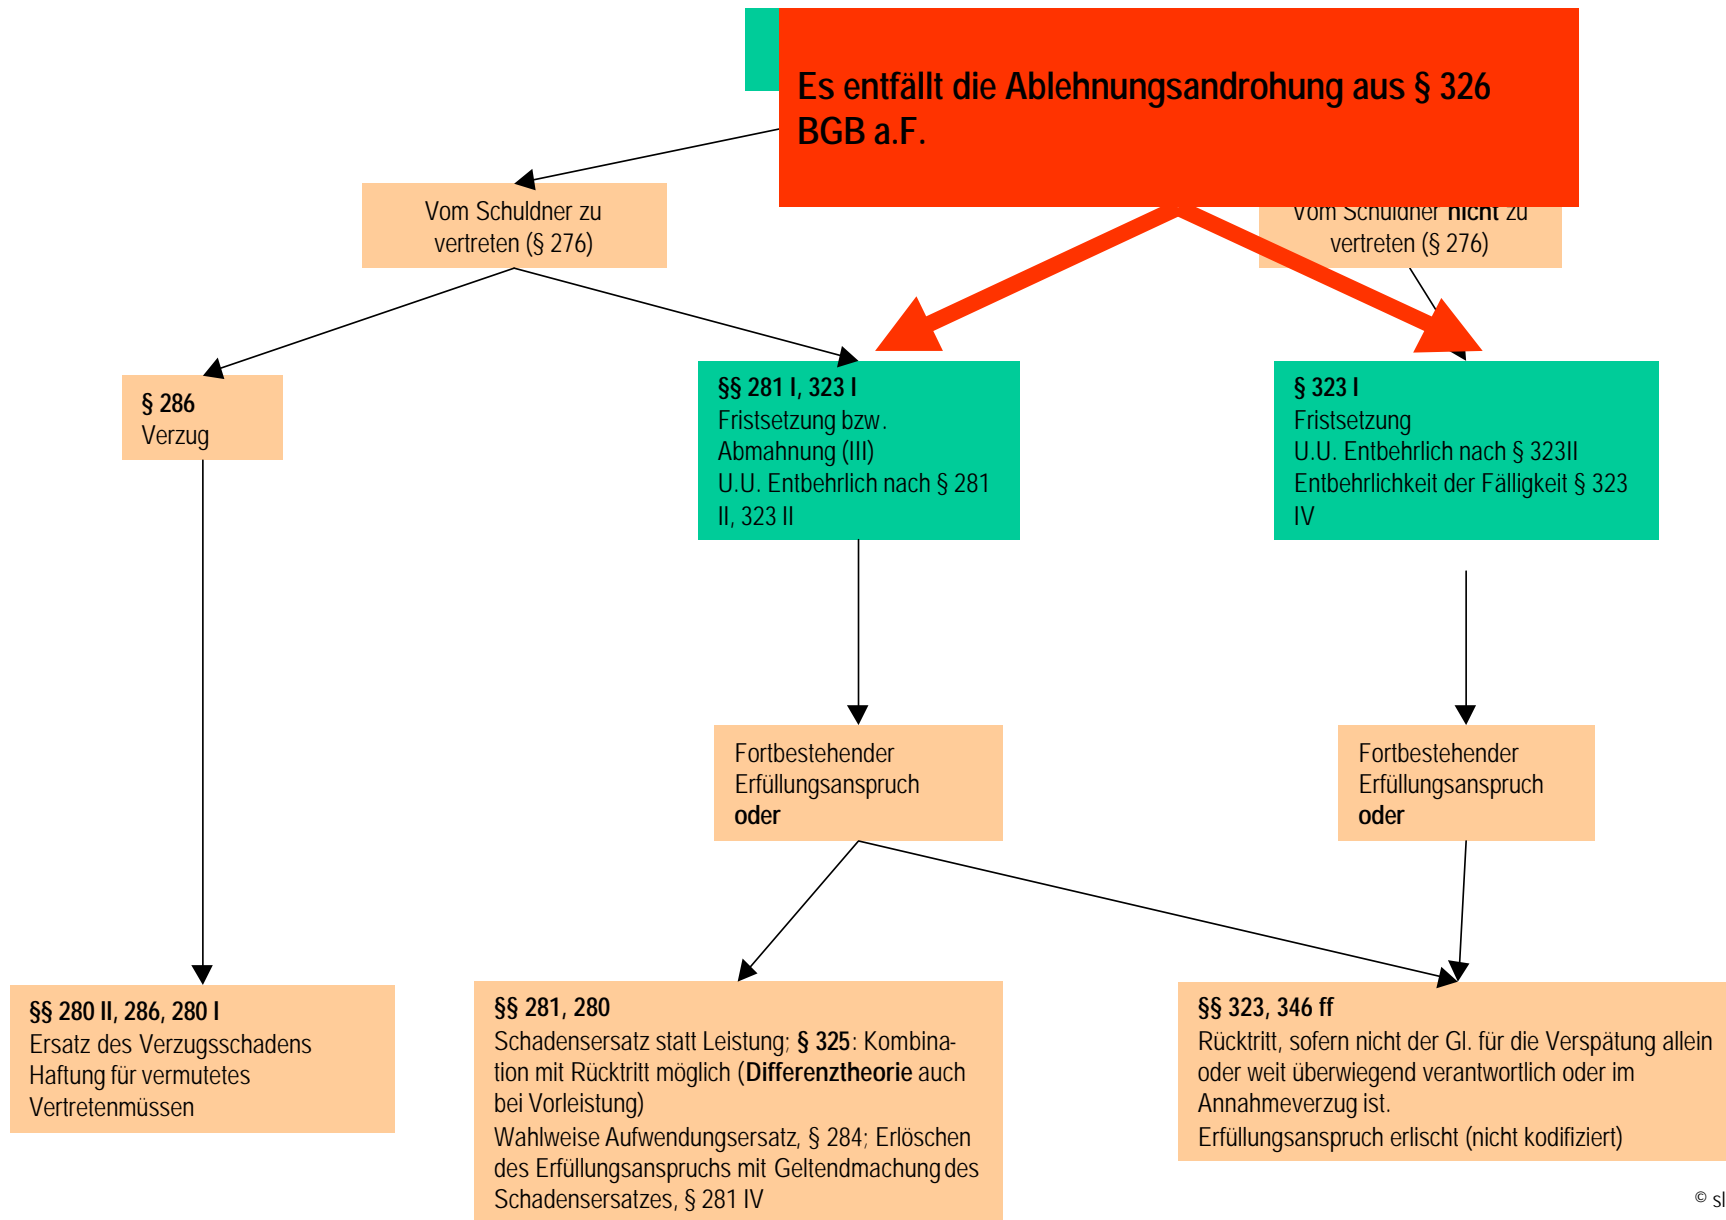 Es entfällt die Ablehnungsandrohung aus § 326
BGB a.F.
Vom Schuldner zu
vertreten (§ 276)
Vom Schuldner nicht zu
vertreten (§ 276)
§ 286
Verzug
§§ 281 I, 323 I
Fristsetzung bzw.
Abmahnung (III)
U.U. Entbehrlich nach § 281
II, 323 II
§ 323 I
Fristsetzung
U.U. Entbehrlich nach § 323II
Entbehrlichkeit der Fälligkeit § 323
IV
Fortbestehender
Erfüllungsanspruch
oder
Fortbestehender
Erfüllungsanspruch
oder
§§ 280 II, 286, 280 I
Ersatz des Verzugsschadens
Haftung für vermutetes
Vertretenmüssen
§§ 281, 280
Schadensersatz statt Leistung; § 325: Kombina-
tion mit Rücktritt möglich (Differenztheorie auch
bei Vorleistung)
Wahlweise Aufwendungsersatz, § 284; Erlöschen
des Erfüllungsanspruchs mit Geltendmachung des
Schadensersatzes, § 281 IV
§§ 323, 346 ff
Rücktritt, sofern nicht der Gl. für die Verspätung allein
oder weit überwiegend verantwortlich oder im
Annahmeverzug ist.
Erfüllungsanspruch erlischt (nicht kodifiziert)
© sl